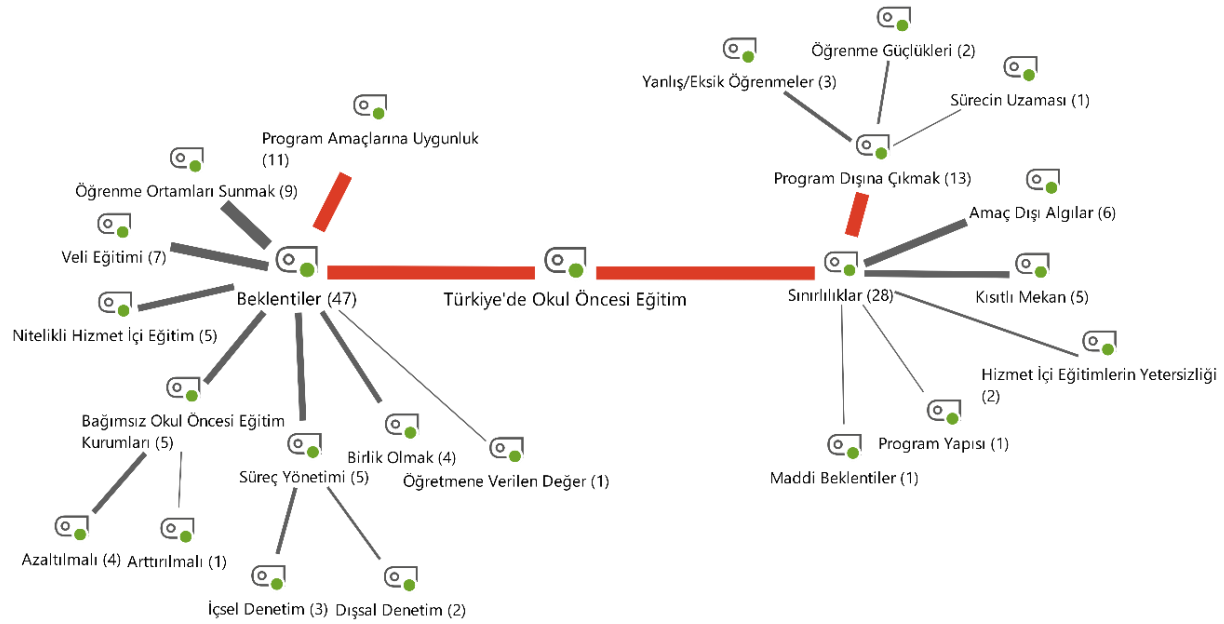 Öğrenme Güçlükleri (2)
Yanlış/Eksik Öğrenmeler (3)
Sürecin Uzaması (1)
Program Amaçlarına Uygunluk
(11)
Program Dışına Çıkmak (13)
Öğrenme Ortamları Sunmak (9)
Amaç Dışı Algılar (6)
Veli Eğitimi (7)
Beklentiler (47)
Türkiye'de Okul Öncesi Eğitim
Sınırlılıklar (28)
Kısıtlı Mekan (5)
Nitelikli Hizmet İçi Eğitim (5)
Hizmet İçi Eğitimlerin Yetersizliği
(2)
Bağımsız Okul Öncesi Eğitim
Kurumları (5)
Program Yapısı (1)
Birlik Olmak (4)
Süreç Yönetimi (5)
Öğretmene Verilen Değer (1)
Maddi Beklentiler (1)
Azaltılmalı (4)
Arttırılmalı (1)
İçsel Denetim (3)
Dışsal Denetim (2)